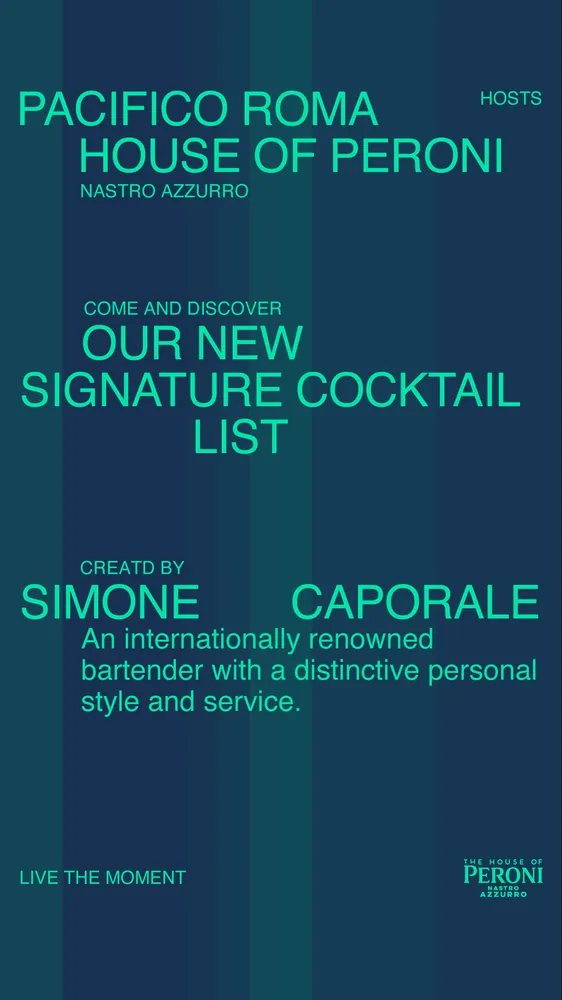 PACIFICO ROMA HOSTS
HOUSE OF PERONI
NASTRO AZZURRO
COME AND DISCOVER
OUR NEW
SIGNATURE COCKTAIL
LIST
CREATD BY
SIMONE CAPORALE
An internationally renowned
bartender with a distinctive personal
style and service.
LIVE THE MOMENT
THE HOUSE OF
PERONI
NASTRO
AZZURRO